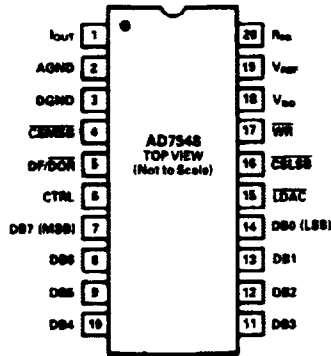 IOUT 1
AGND 2
DGND 3
CSMSB 4
DF/DOR 5
CTRL 6
DB7 (MSB) 7
DB6 8
DB5 9
DB4 10
AD7548
TOP VIEW
(Not to Scale)
20 RFB
19 VREF
18 VDD
17 WR
16 CSLSB
15 LDAC
14 DB0 (LSB)
13 DB1
12 DB2
11 DB3